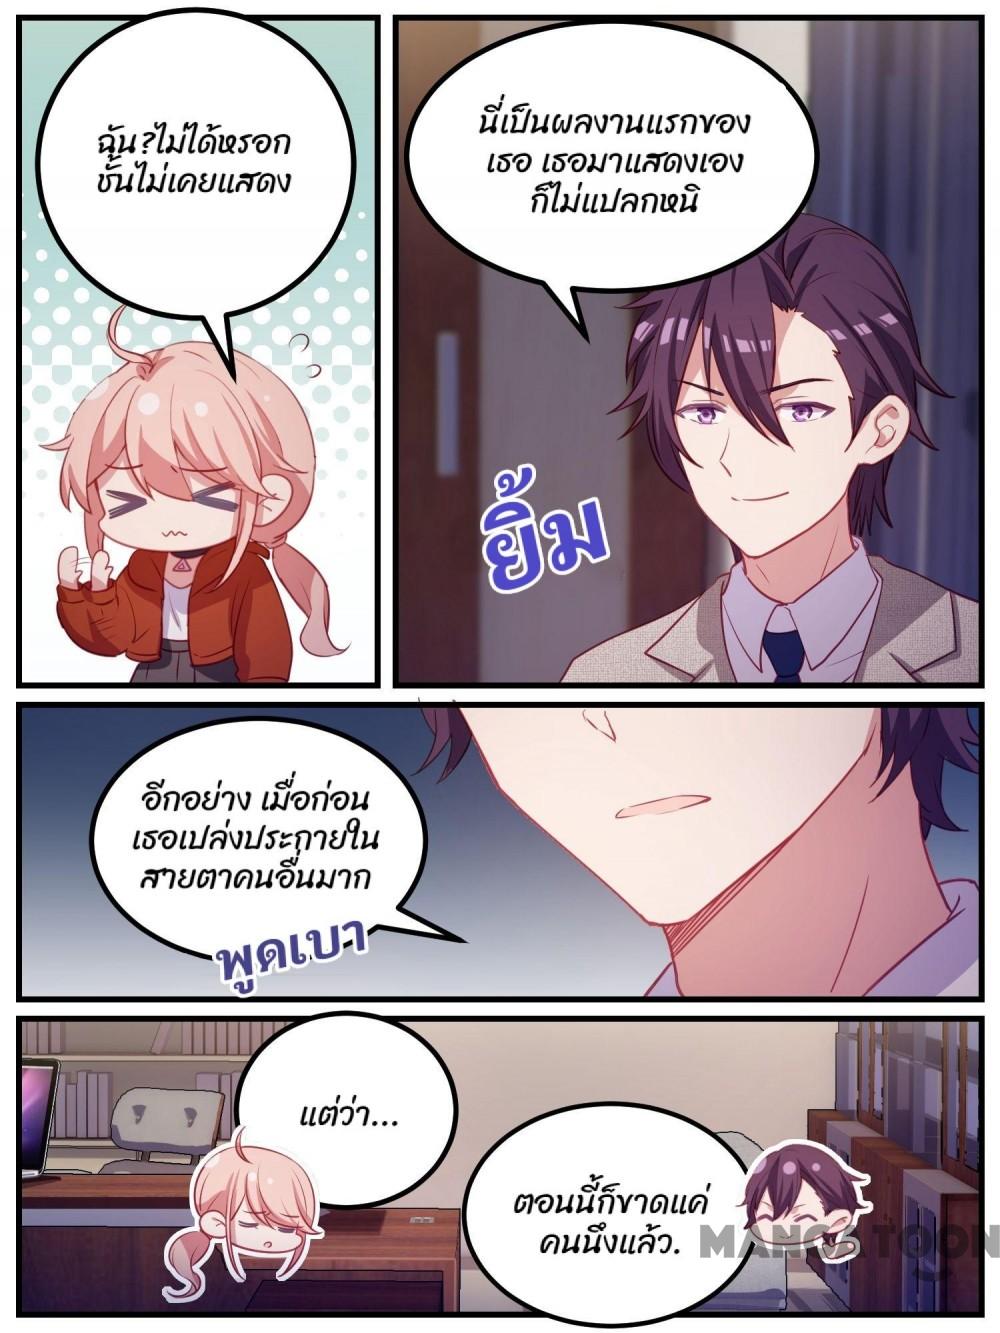 ฉัน?ไม่ได้หรอก
ชั้นไม่เคยแสดง
นี่เป็นผลงานแรกของ
เธอ เธอมาแสดงเอง
ก็ไม่แปลกหนิ
ยิ้ม
อีกอย่าง เมื่อก่อน
เธอเปล่งประกายใน
สายตาคนอื่นมาก
พูดเบา
แต่ว่า...
ตอนนี้ก็ขาดแค่
คนนึงแล้ว.
MANGATOON